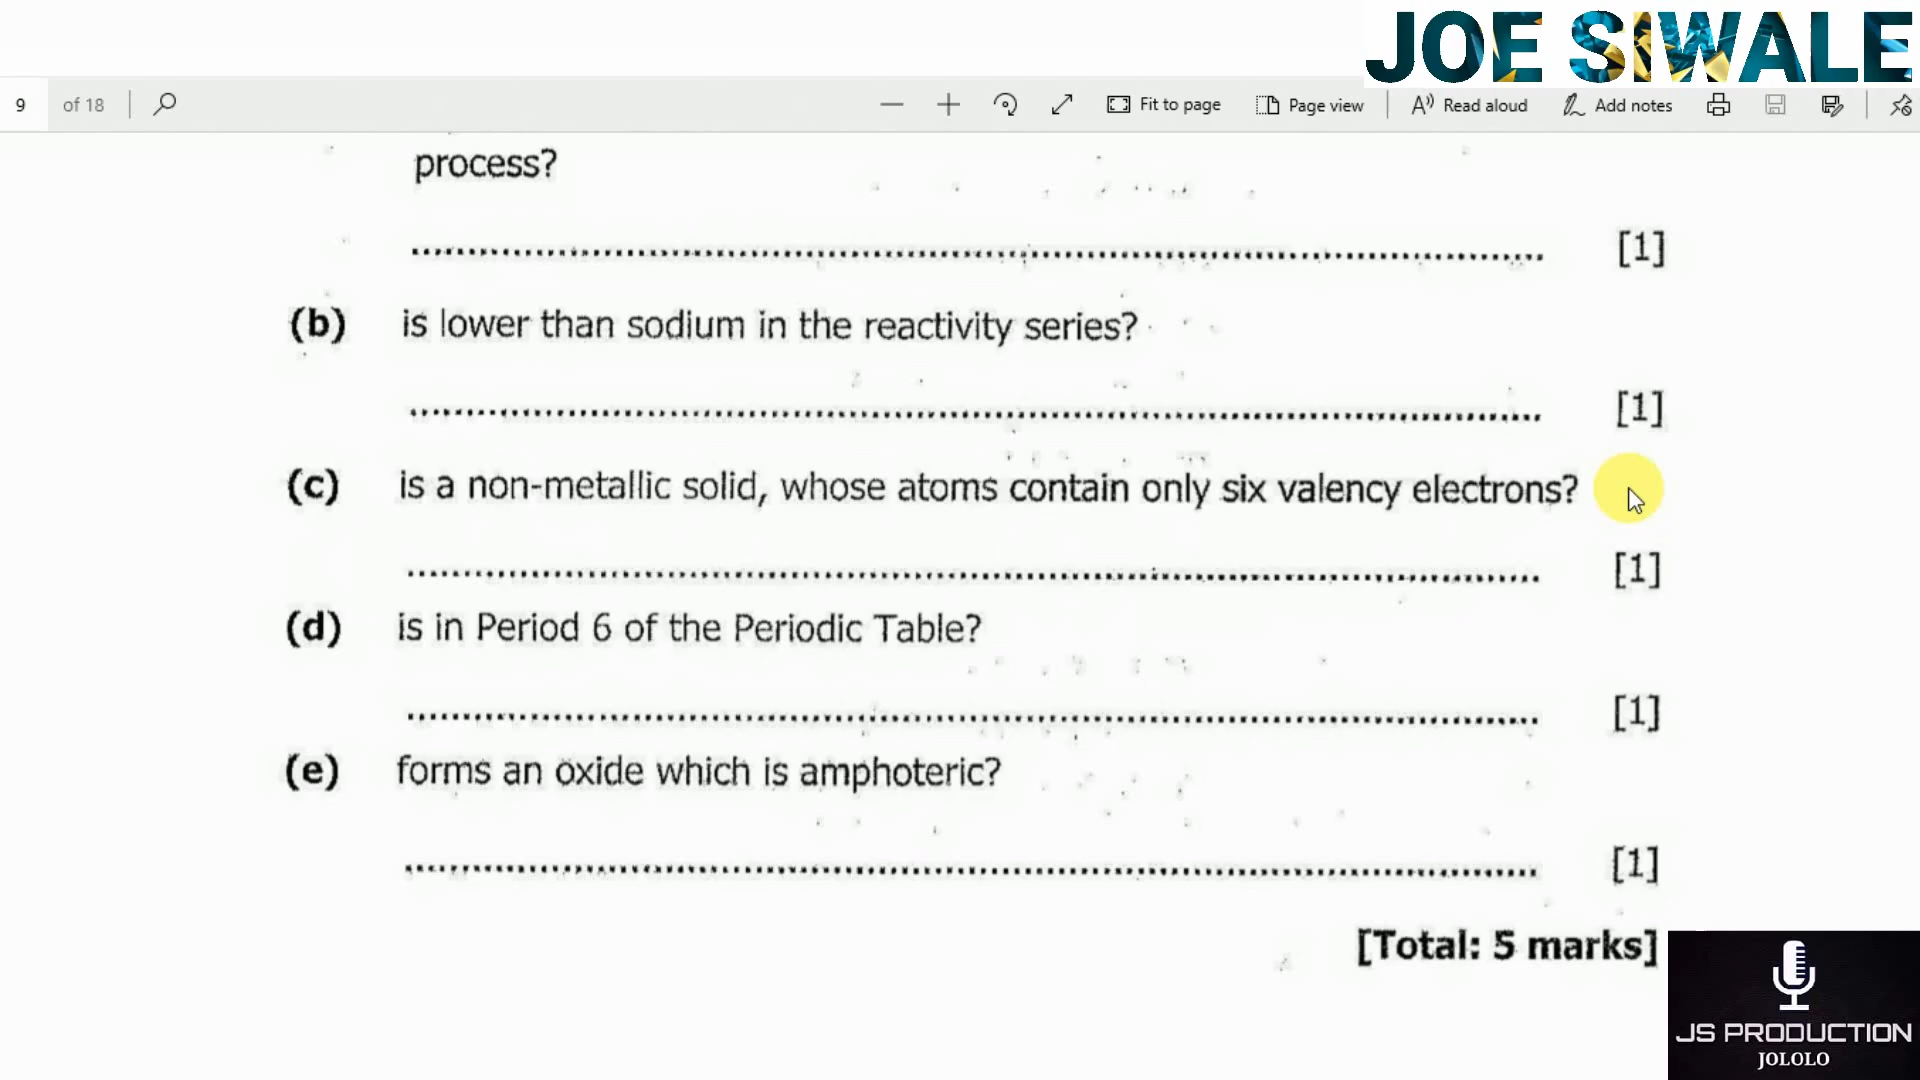 JOE SIWALE
9 of 18 Fit to page Page view Read aloud Add notes
process?
[1]
(b) is lower than sodium in the reactivity series?
[1]
(c) is a non-metallic solid, whose atoms contain only six valency electrons?
[1]
(d) is in Period 6 of the Periodic Table?
[1]
(e) forms an oxide which is amphoteric?
[1]
[Total: 5 marks]
JS PRODUCTION
JOLOLO